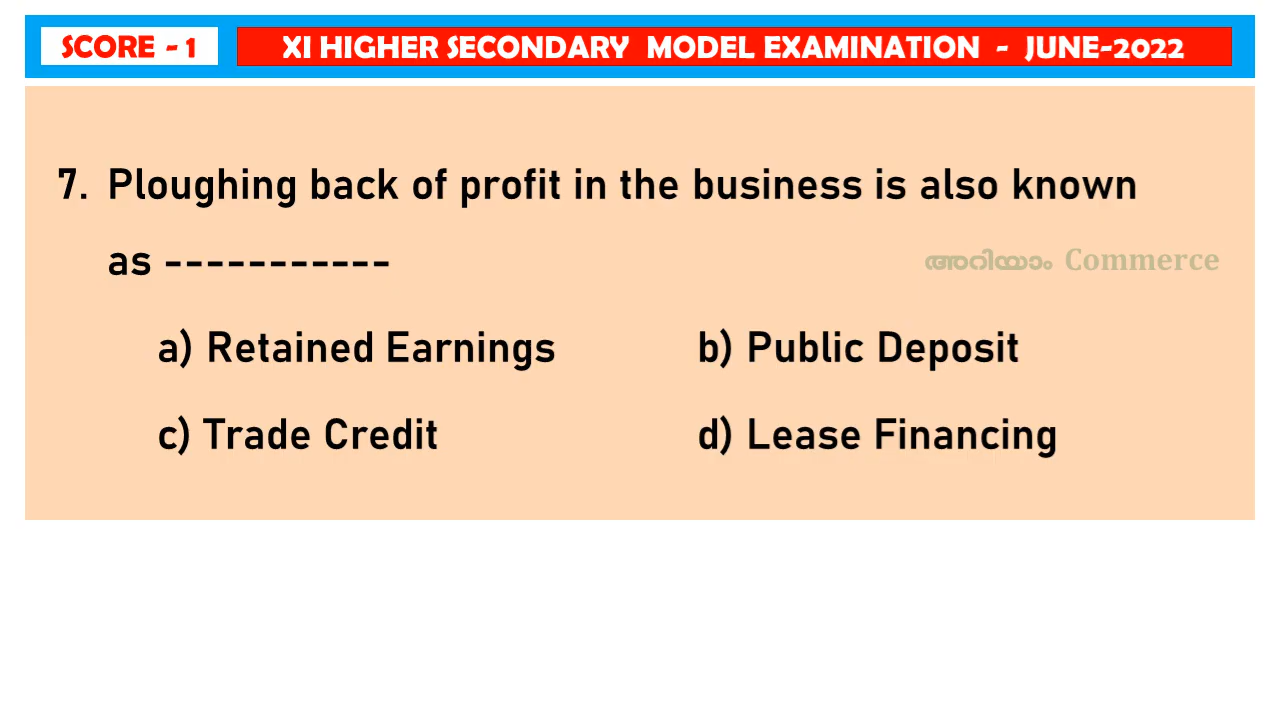 SCORE - 1
XI HIGHER SECONDARY MODEL EXAMINATION - JUNE-2022
7. Ploughing back of profit in the business is also known
as -----------
അറിയാം Commerce
a) Retained Earnings
b) Public Deposit
c) Trade Credit
d) Lease Financing